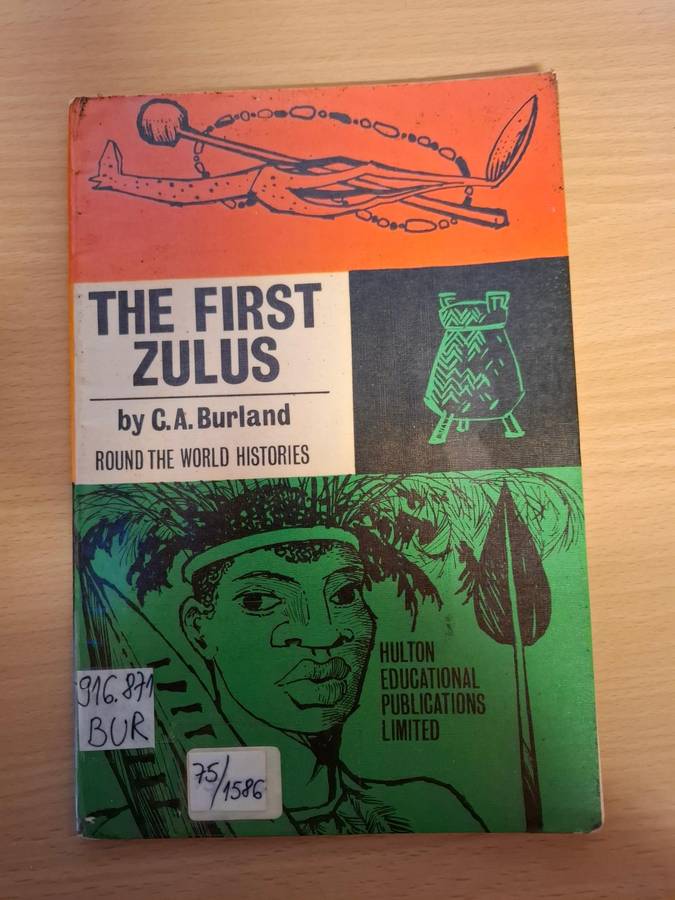 THE FIRST
ZULUS
by C.A. Burland
ROUND THE WORLD HISTORIES
HULTON
EDUCATIONAL
PUBLICATIONS
LIMITED
916.871
BUR
75/1586